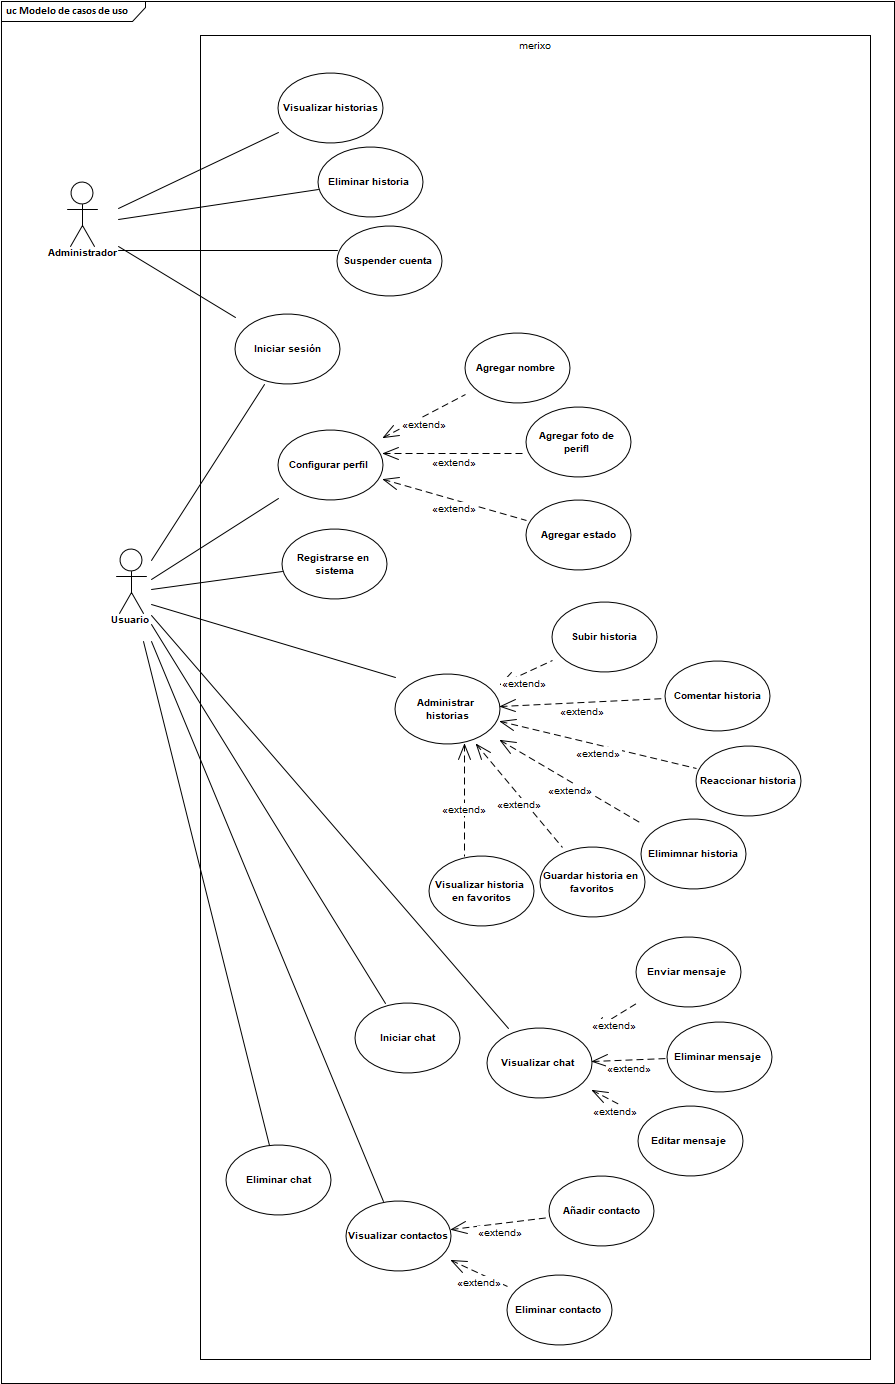 uc Modelo de casos de uso
merixo
Visualizar historias
Eliminar historia
Administrador
Suspender cuenta
Iniciar sesión
Agregar nombre
«extend»
Agregar foto de
perifl
Configurar perfil
«extend»
«extend»
Agregar estado
Registrarse en
sistema
Usuario
Subir historia
«extend»
Comentar historia
Administrar
historias
«extend»
«extend»
Reaccionar historia
«extend»
«extend»
«extend»
Elimimnar historia
Visualizar historia
en favoritos
Guardar historia en
favoritos
Enviar mensaje
«extend»
Iniciar chat
Visualizar chat
Eliminar mensaje
«extend»
«extend»
Editar mensaje
Eliminar chat
Añadir contacto
Visualizar contactos
«extend»
«extend»
Eliminar contacto